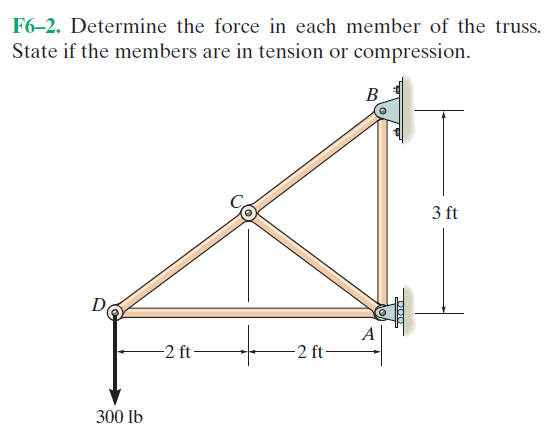 F6–2. Determine the force in each member of the truss.
State if the members are in tension or compression.
B
C
3 ft
D
A
2 ft
2 ft
300 lb